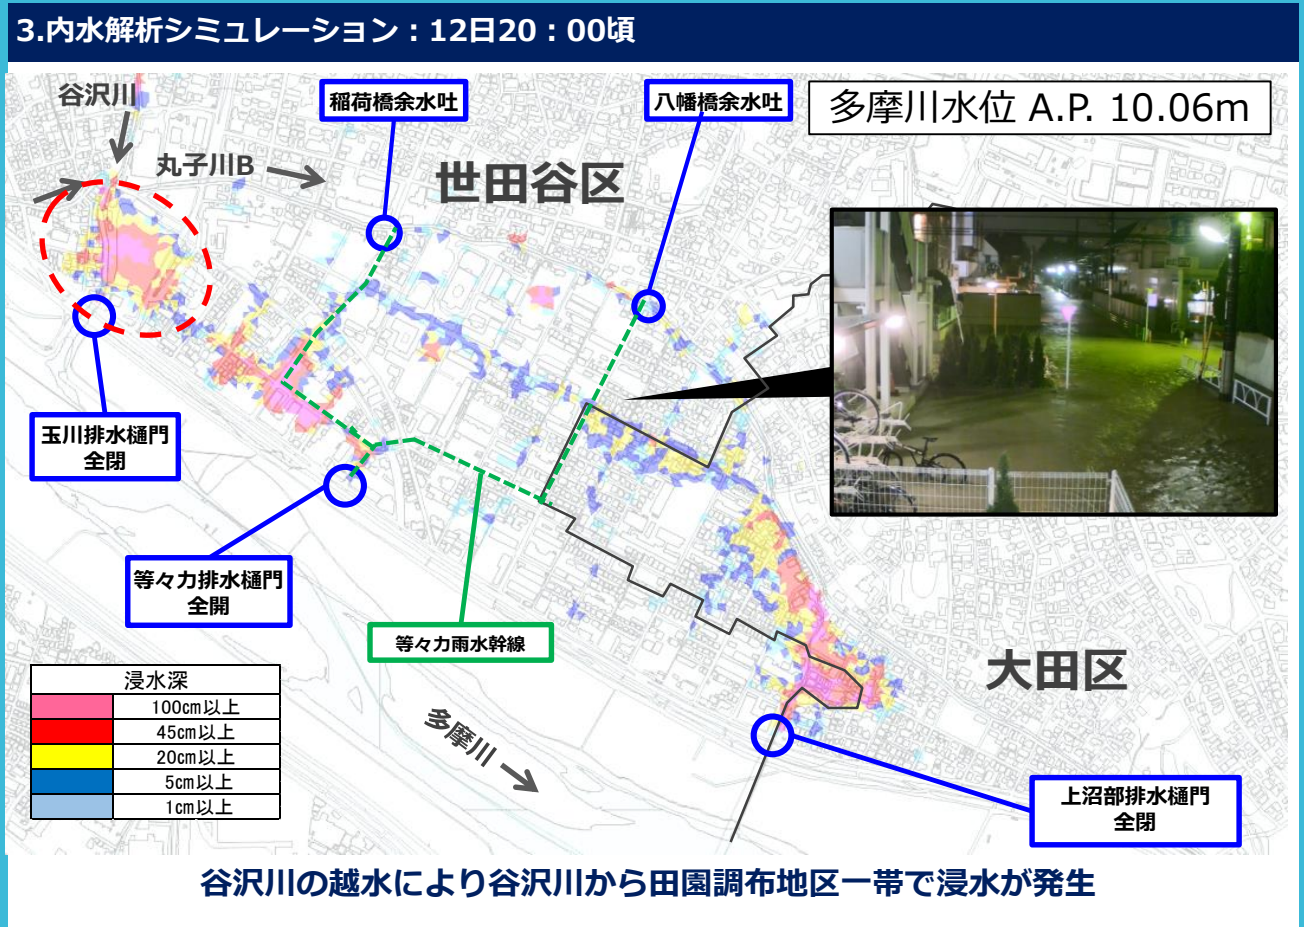 3.内水解析シミュレーション：12日20：00頃
谷沢川
稲荷橋余水吐
八幡橋余水吐
多摩川水位 A.P. 10.06m
丸子川B
世田谷区
玉川排水樋門
全閉
等々力排水樋門
全開
等々力雨水幹線
大田区
浸水深
100cm以上
45cm以上
20cm以上
5cm以上
1cm以上
多摩川
上沼部排水樋門
全閉
谷沢川の越水により谷沢川から田園調布地区一帯で浸水が発生